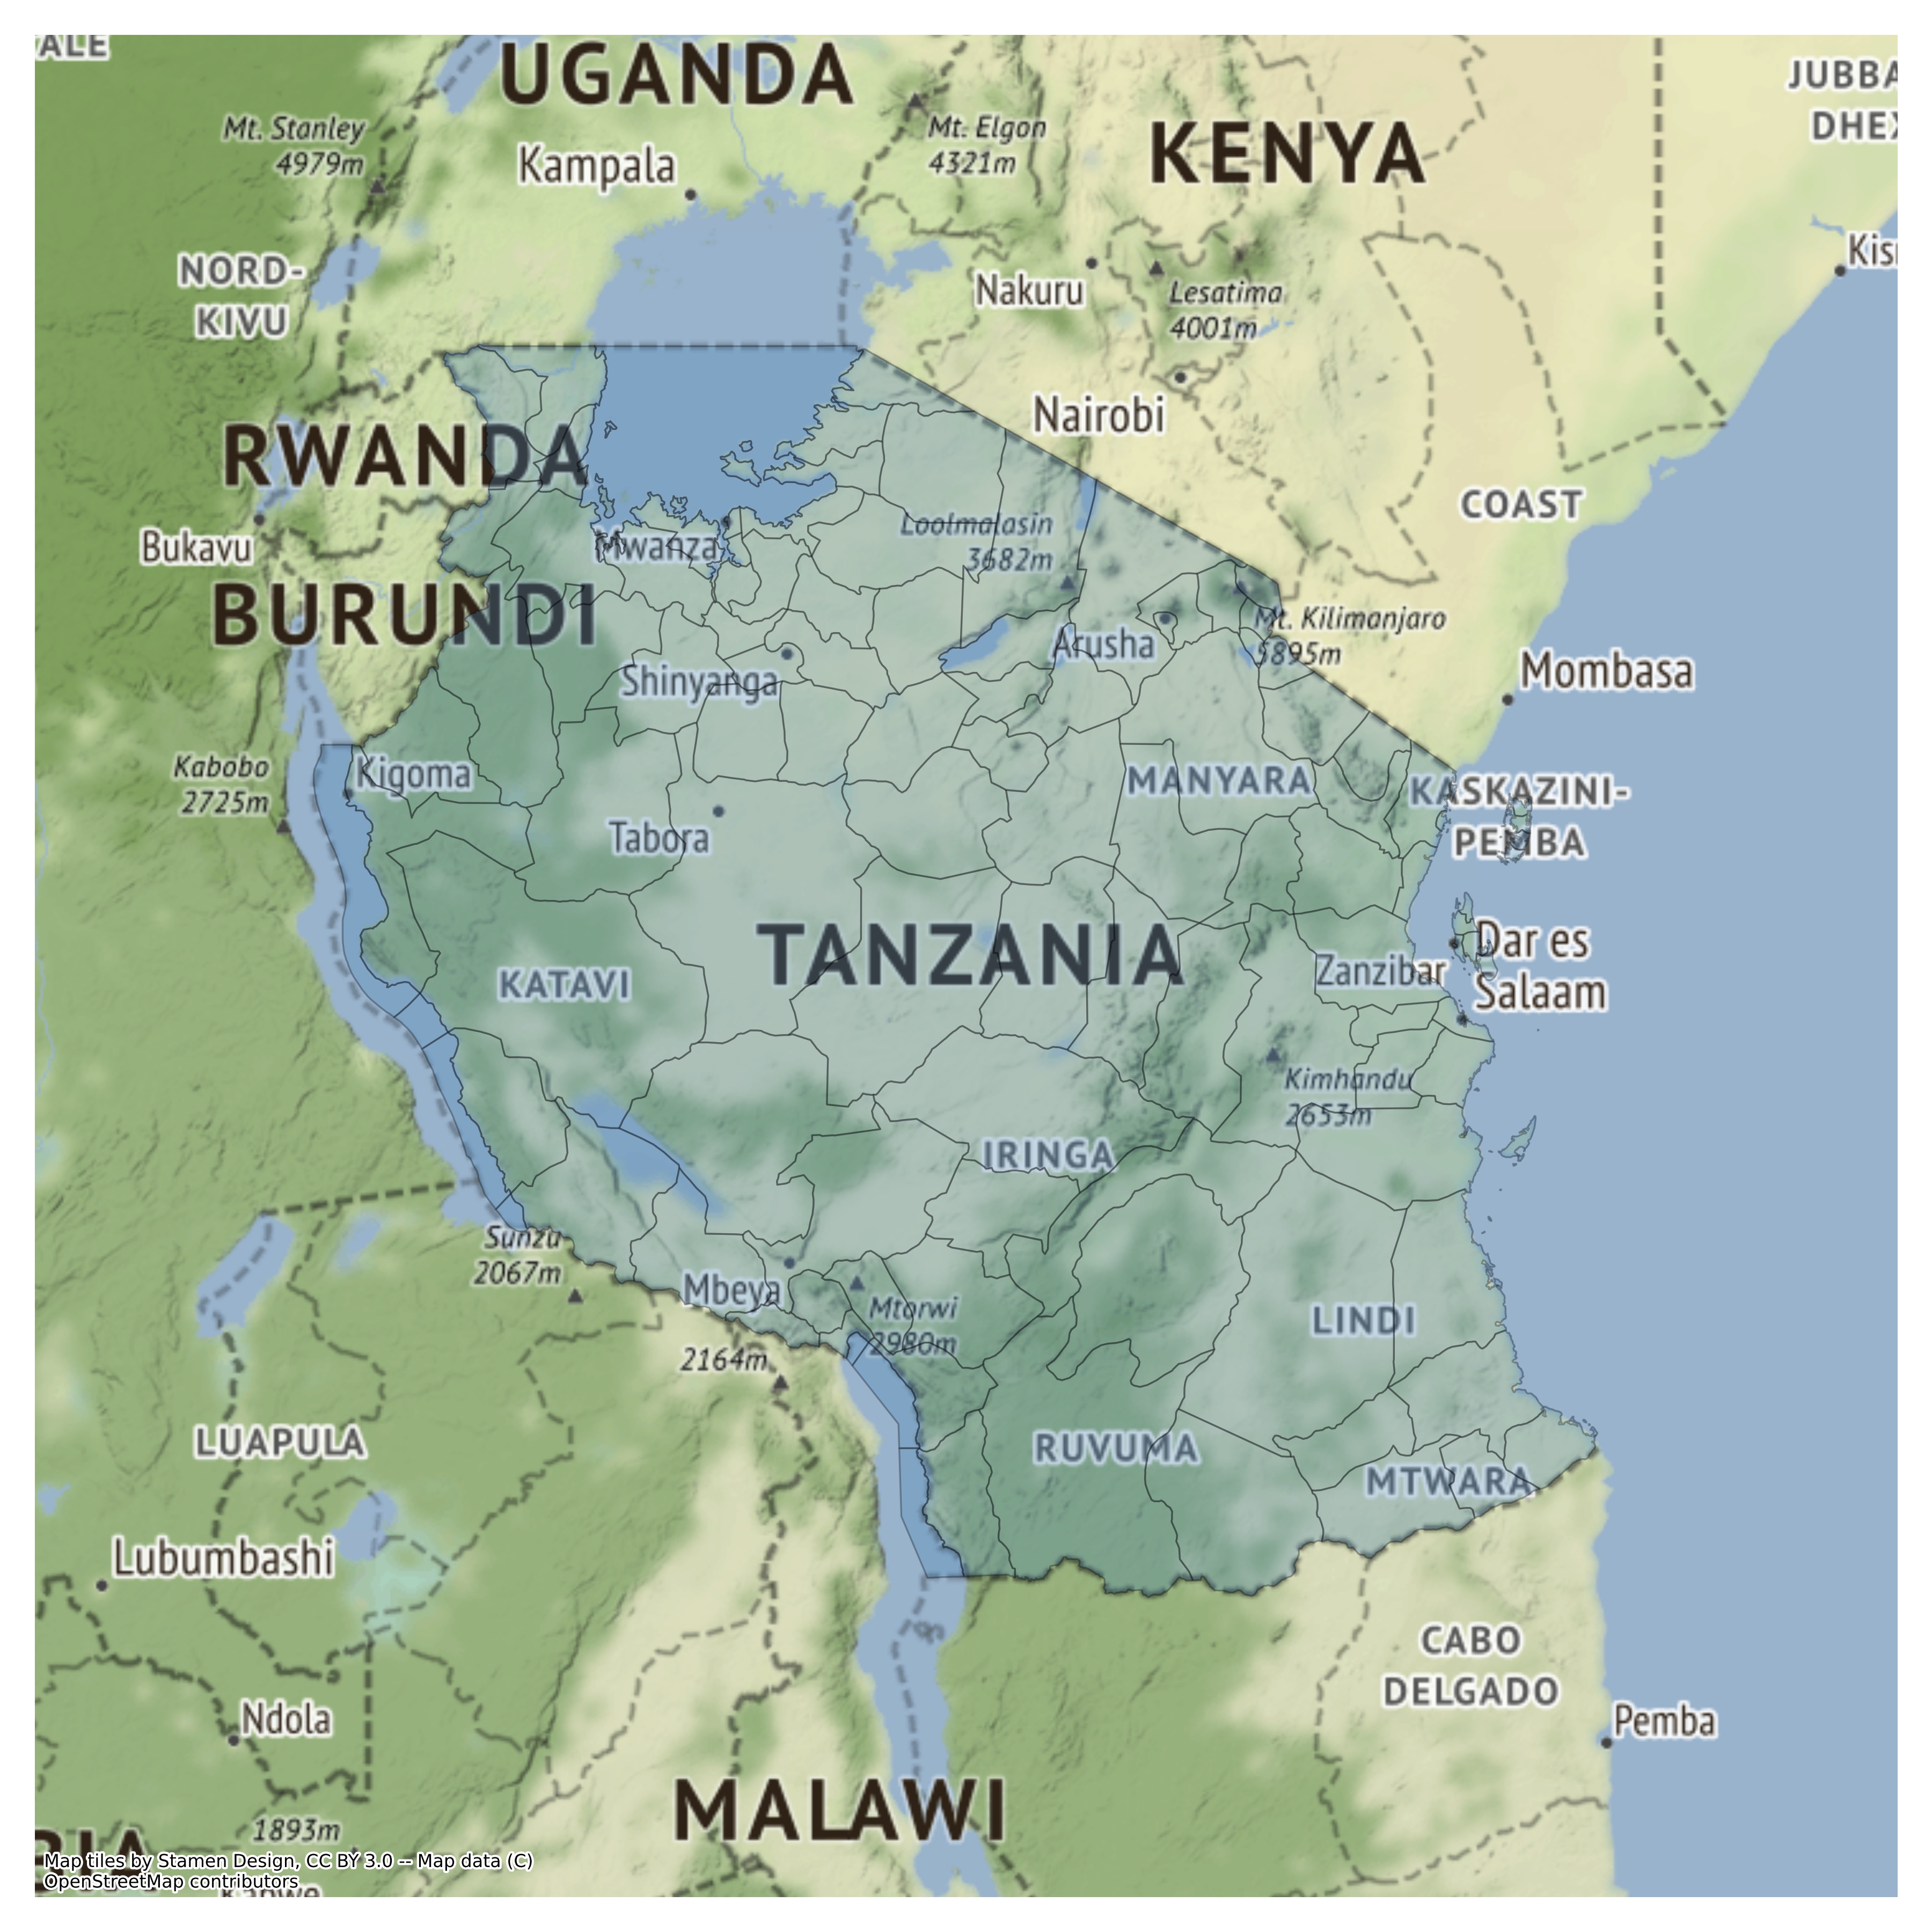 ALE
UGANDA
JUBBA
DHEX
Mt. Stanley
4979m
Kampala
Mt. Elgon
4321m
KENYA
NORD-
KIVU
Nakuru
Lesatima
4001m
Kisı
Nairobi
RWANDA
COAST
Bukavu
Mwanza
Loolmalasin
3682m
BURUNDI
Mt. Kilimanjaro
5895m
Arusha
Shinyanga
Mombasa
Kabobo
2725m
Kigoma
MANYARA
KASKAZINI-
PEMBA
Tabora
TANZANIA
KATAVI
Zanzibar
Dar es
Salaam
Kimhandu
2653m
IRINGA
Sunzu
2067m
Mbeya
Mtorwi
2980m
LINDI
2164m
LUAPULA
RUVUMA
MTWARA
Lubumbashi
CABO
DELGADO
Ndola
Pemba
MALAWI
1893m
BIA
Map tiles by Stamen Design, CC BY 3.0 -- Map data (C)
OpenStreetMap contributors
Kabwe